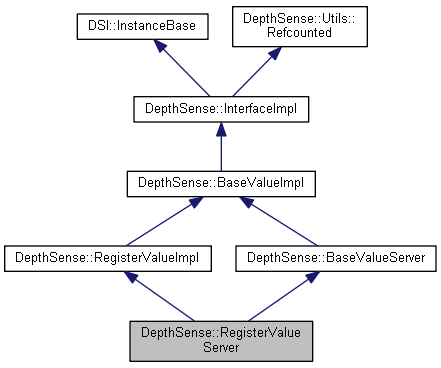 DSI::InstanceBase
DepthSense::Utils::
Refcounted
DepthSense::InterfaceImpl
DepthSense::BaseValueImpl
DepthSense::RegisterValueImpl
DepthSense::BaseValueServer
DepthSense::RegisterValue
Server